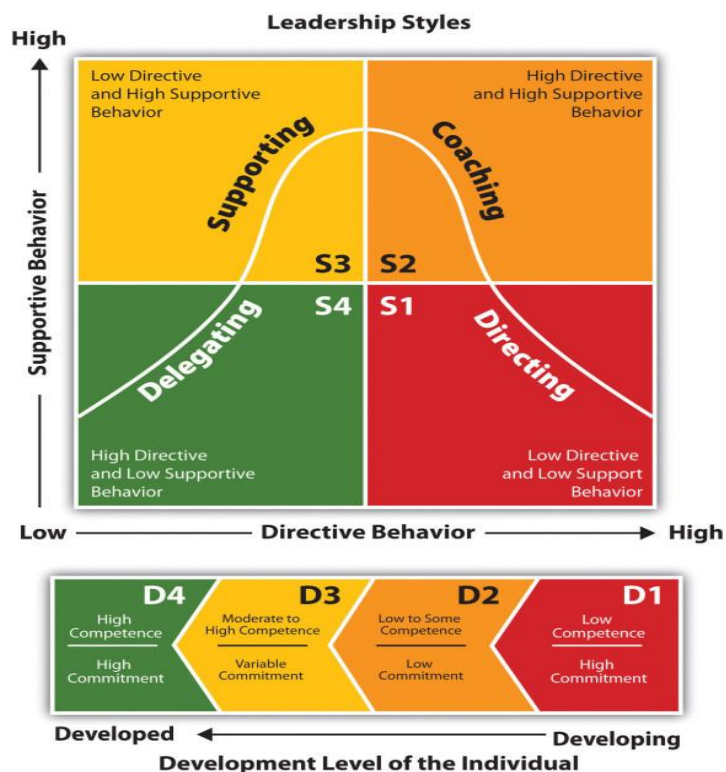 Leadership Styles
High
Supportive Behavior
Low Directive
and High Supportive
Behavior
High Directive
and High Supportive
Behavior
Supporting
Coaching
S3
S2
S4
S1
Delegating
Directing
High Directive
and Low Supportive
Behavior
Low Directive
and Low Support
Behavior
Low
Directive Behavior
High
D4
High
Competence
High
Commitment
D3
Moderate to
High Competence
Variable
Commitment
D2
Low to Some
Competence
Low
Commitment
D1
Low
Competence
High
Commitment
Developed
Developing
Development Level of the Individual